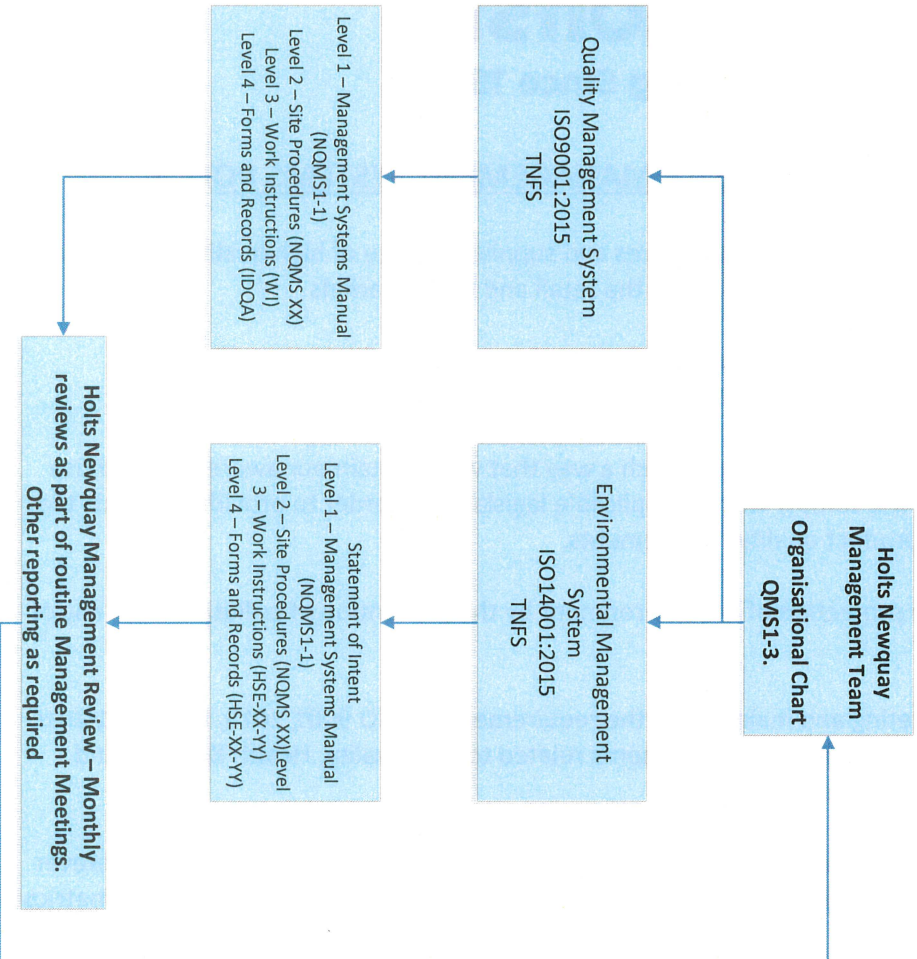 Holts Newquay
Management Team
Organisational Chart
QMS1-3.
Quality Management System
ISO9001:2015
TNFS
Environmental Management
System
ISO14001:2015
TNFS
Level 1 – Management Systems Manual
(NQMS1-1)
Level 2 – Site Procedures (NQMS XX)
Level 3 – Work Instructions (WI)
Level 4 – Forms and Records (IDQA)
Statement of Intent
Level 1 – Management Systems Manual
(NQMS1-1)
Level 2 – Site Procedures (NQMS XX)Level
3 – Work Instructions (HSE-XX-YY)
Level 4 – Forms and Records (HSE-XX-YY)
Holts Newquay Management Review – Monthly
reviews as part of routine Management Meetings.
Other reporting as required